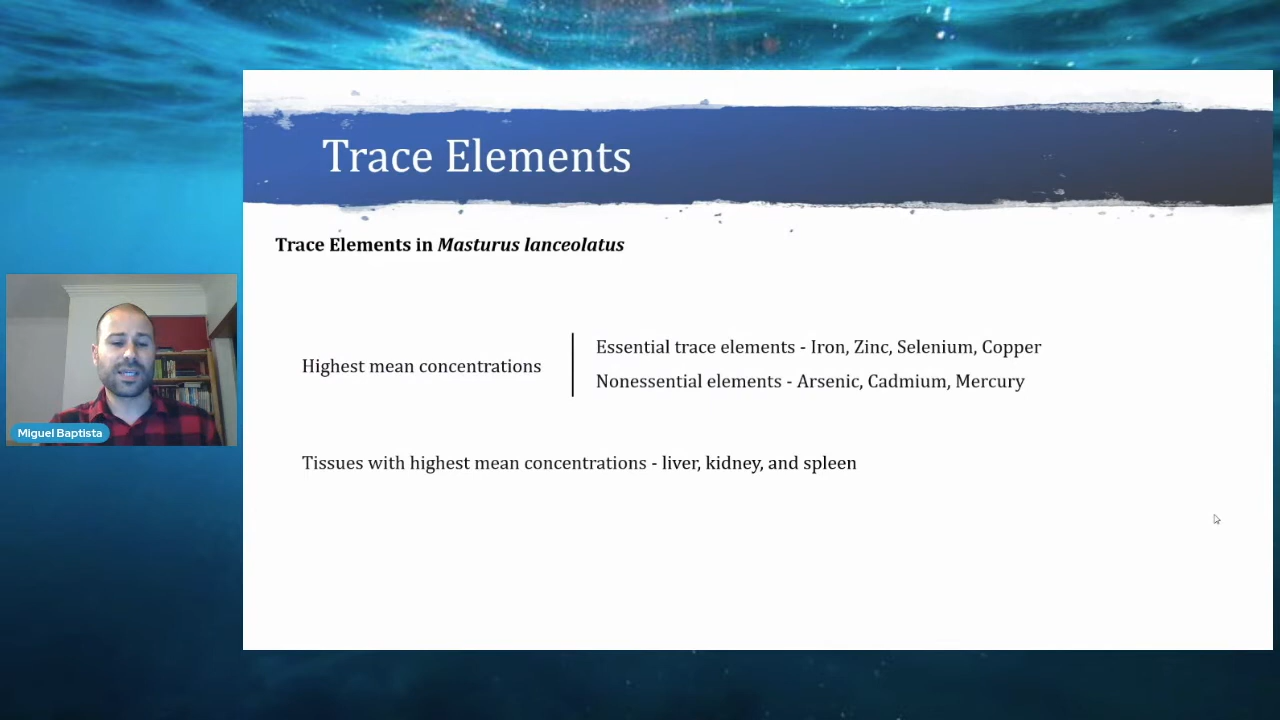 Trace Elements
Trace Elements in Masturus lanceolatus
Highest mean concentrations
Essential trace elements - Iron, Zinc, Selenium, Copper
Nonessential elements - Arsenic, Cadmium, Mercury
Miguel Baptista
Tissues with highest mean concentrations - liver, kidney, and spleen